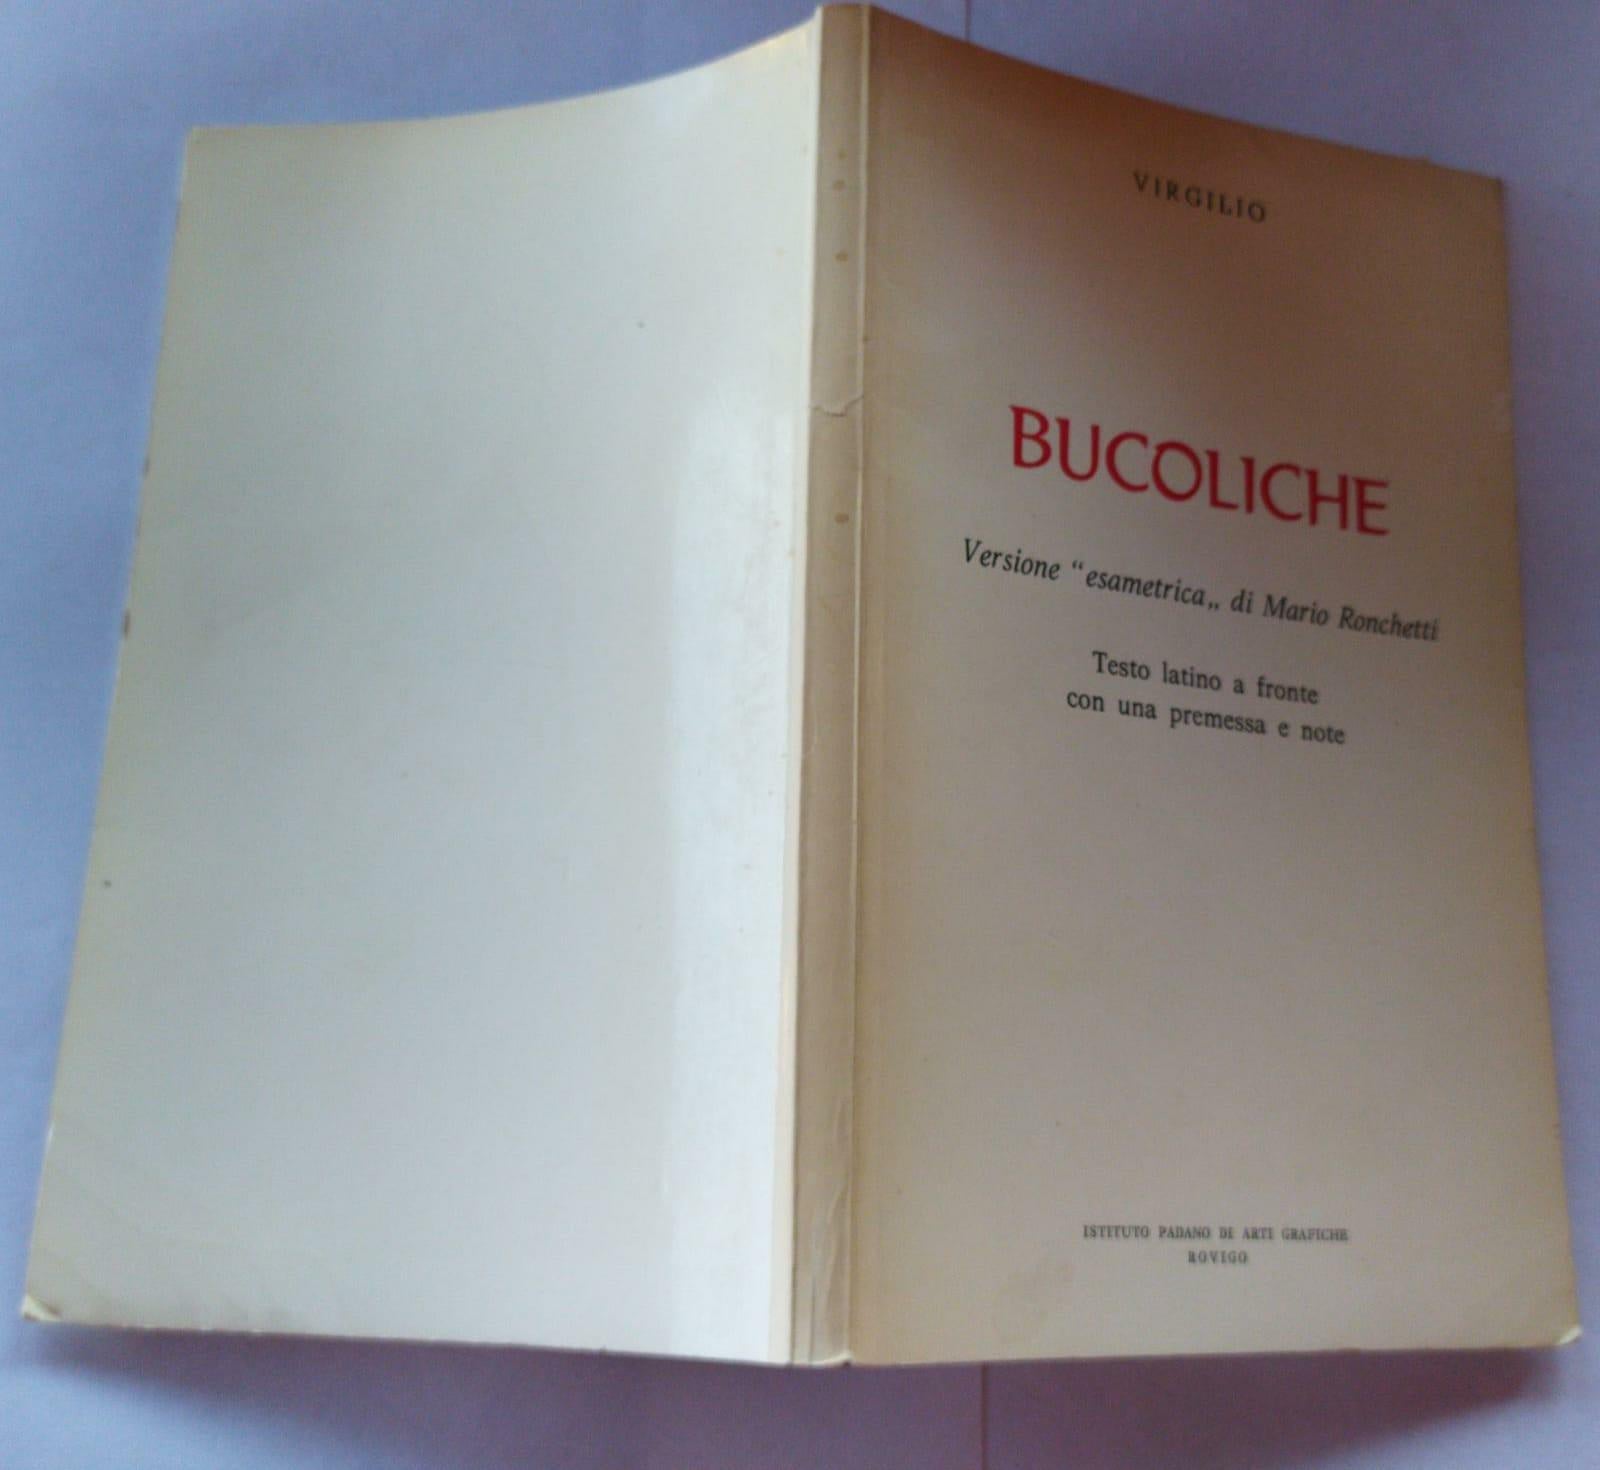 VIRGILIO
BUCOLICHE
Versione “esametrica„ di Mario Ronchetti
Testo latino a fronte
con una premessa e note
ISTITUTO PADANO DI ARTI GRAFICHE
ROVIGO